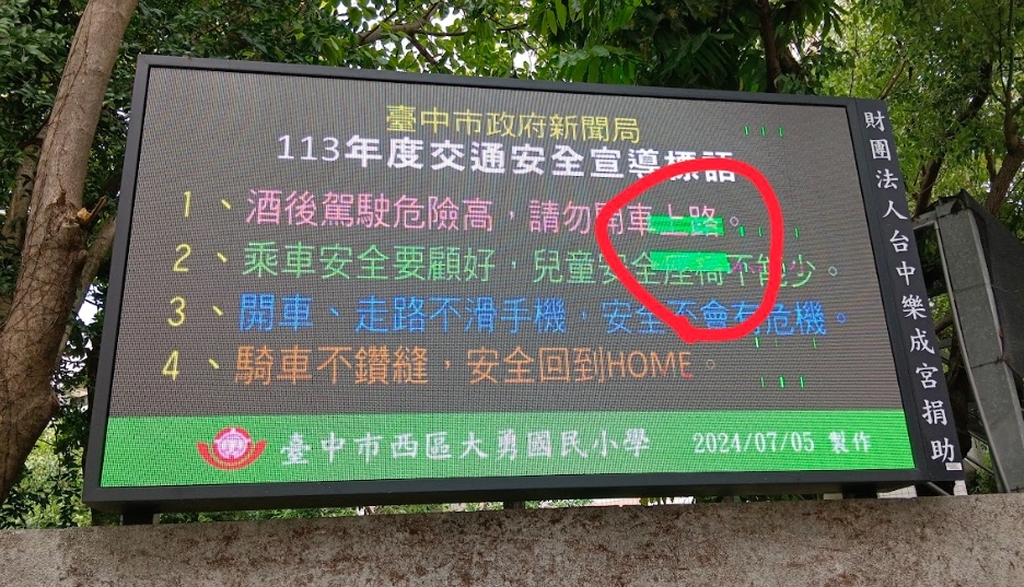 臺中市政府新聞局
113年度交通安全宣導標語
1、酒後駕駛危險高，請勿開車上路。
2、乘車安全要顧好，兒童安全座椅不能少。
3、開車、走路不滑手機，安全不會有危機。
4、騎車不鑽縫，安全回到HOME。
臺中市西區大勇國民小學 2024/07/05 製作
財團法人台中樂成宮捐助